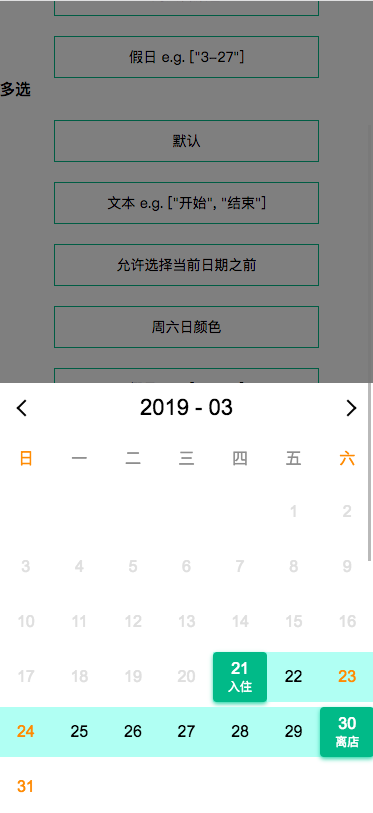 假日 e.g. ["3-27"]
多选
默认
文本 e.g. ["开始", "结束"]
允许选择当前日期之前
周六日颜色
2019 - 03
日 一 二 三 四 五 六
1 2
3 4 5 6 7 8 9
10 11 12 13 14 15 16
17 18 19 20 21 22 23
入住
24 25 26 27 28 29 30
离店
31